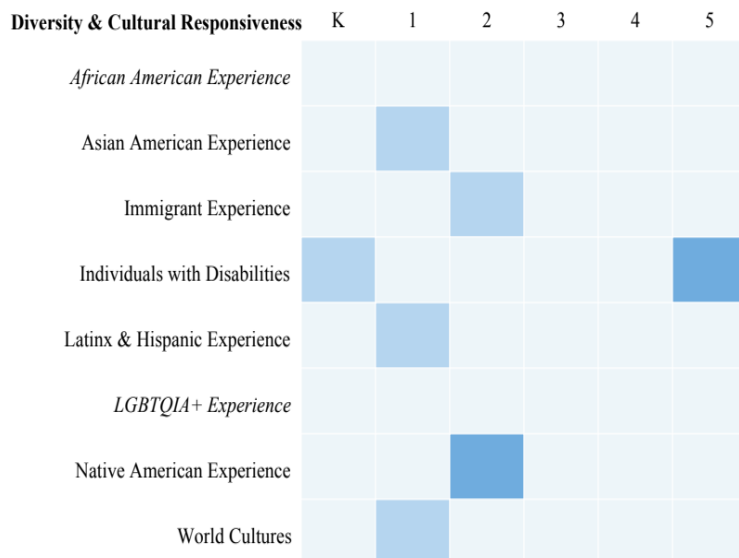 Diversity & Cultural Responsiveness K 1 2 3 4 5
African American Experience
Asian American Experience
Immigrant Experience
Individuals with Disabilities
Latinx & Hispanic Experience
LGBTQIA+ Experience
Native American Experience
World Cultures